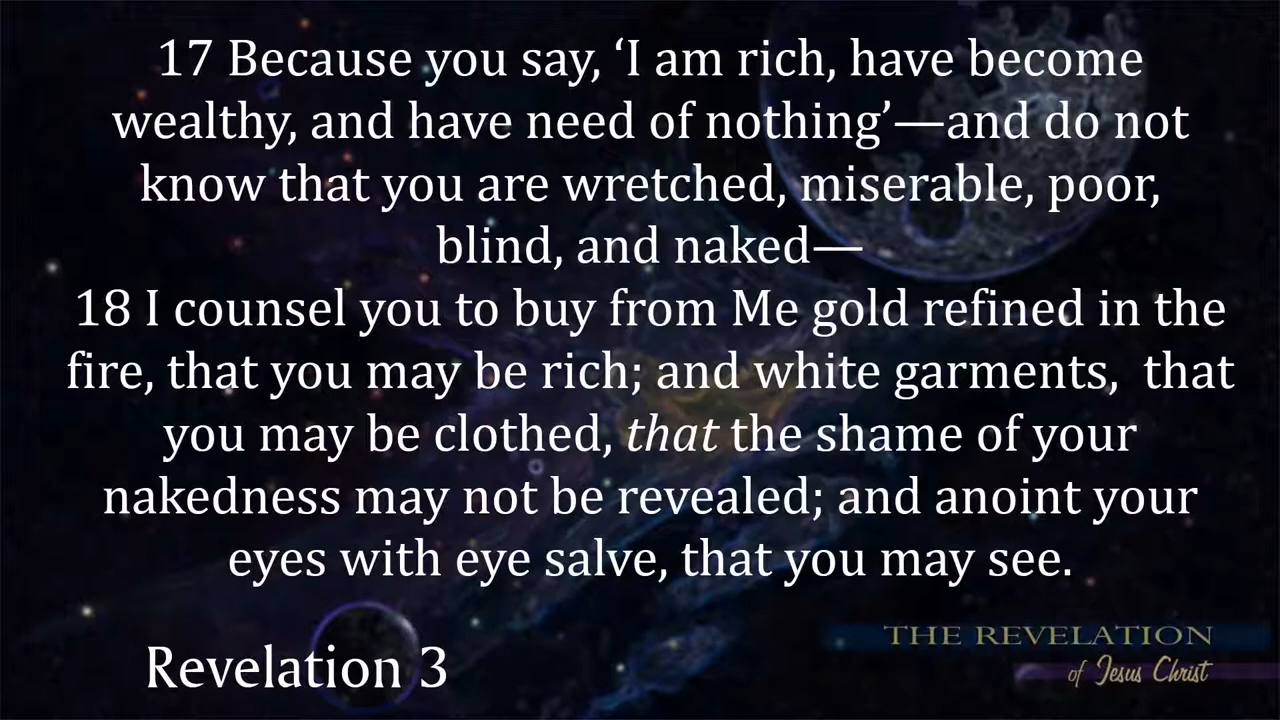 17 Because you say, ‘I am rich, have become
wealthy, and have need of nothing’—and do not
know that you are wretched, miserable, poor,
blind, and naked—
18 I counsel you to buy from Me gold refined in the
fire, that you may be rich; and white garments,  that
you may be clothed, that the shame of your
nakedness may not be revealed; and anoint your
eyes with eye salve, that you may see.
Revelation 3
THE REVELATION
of Jesus Christ